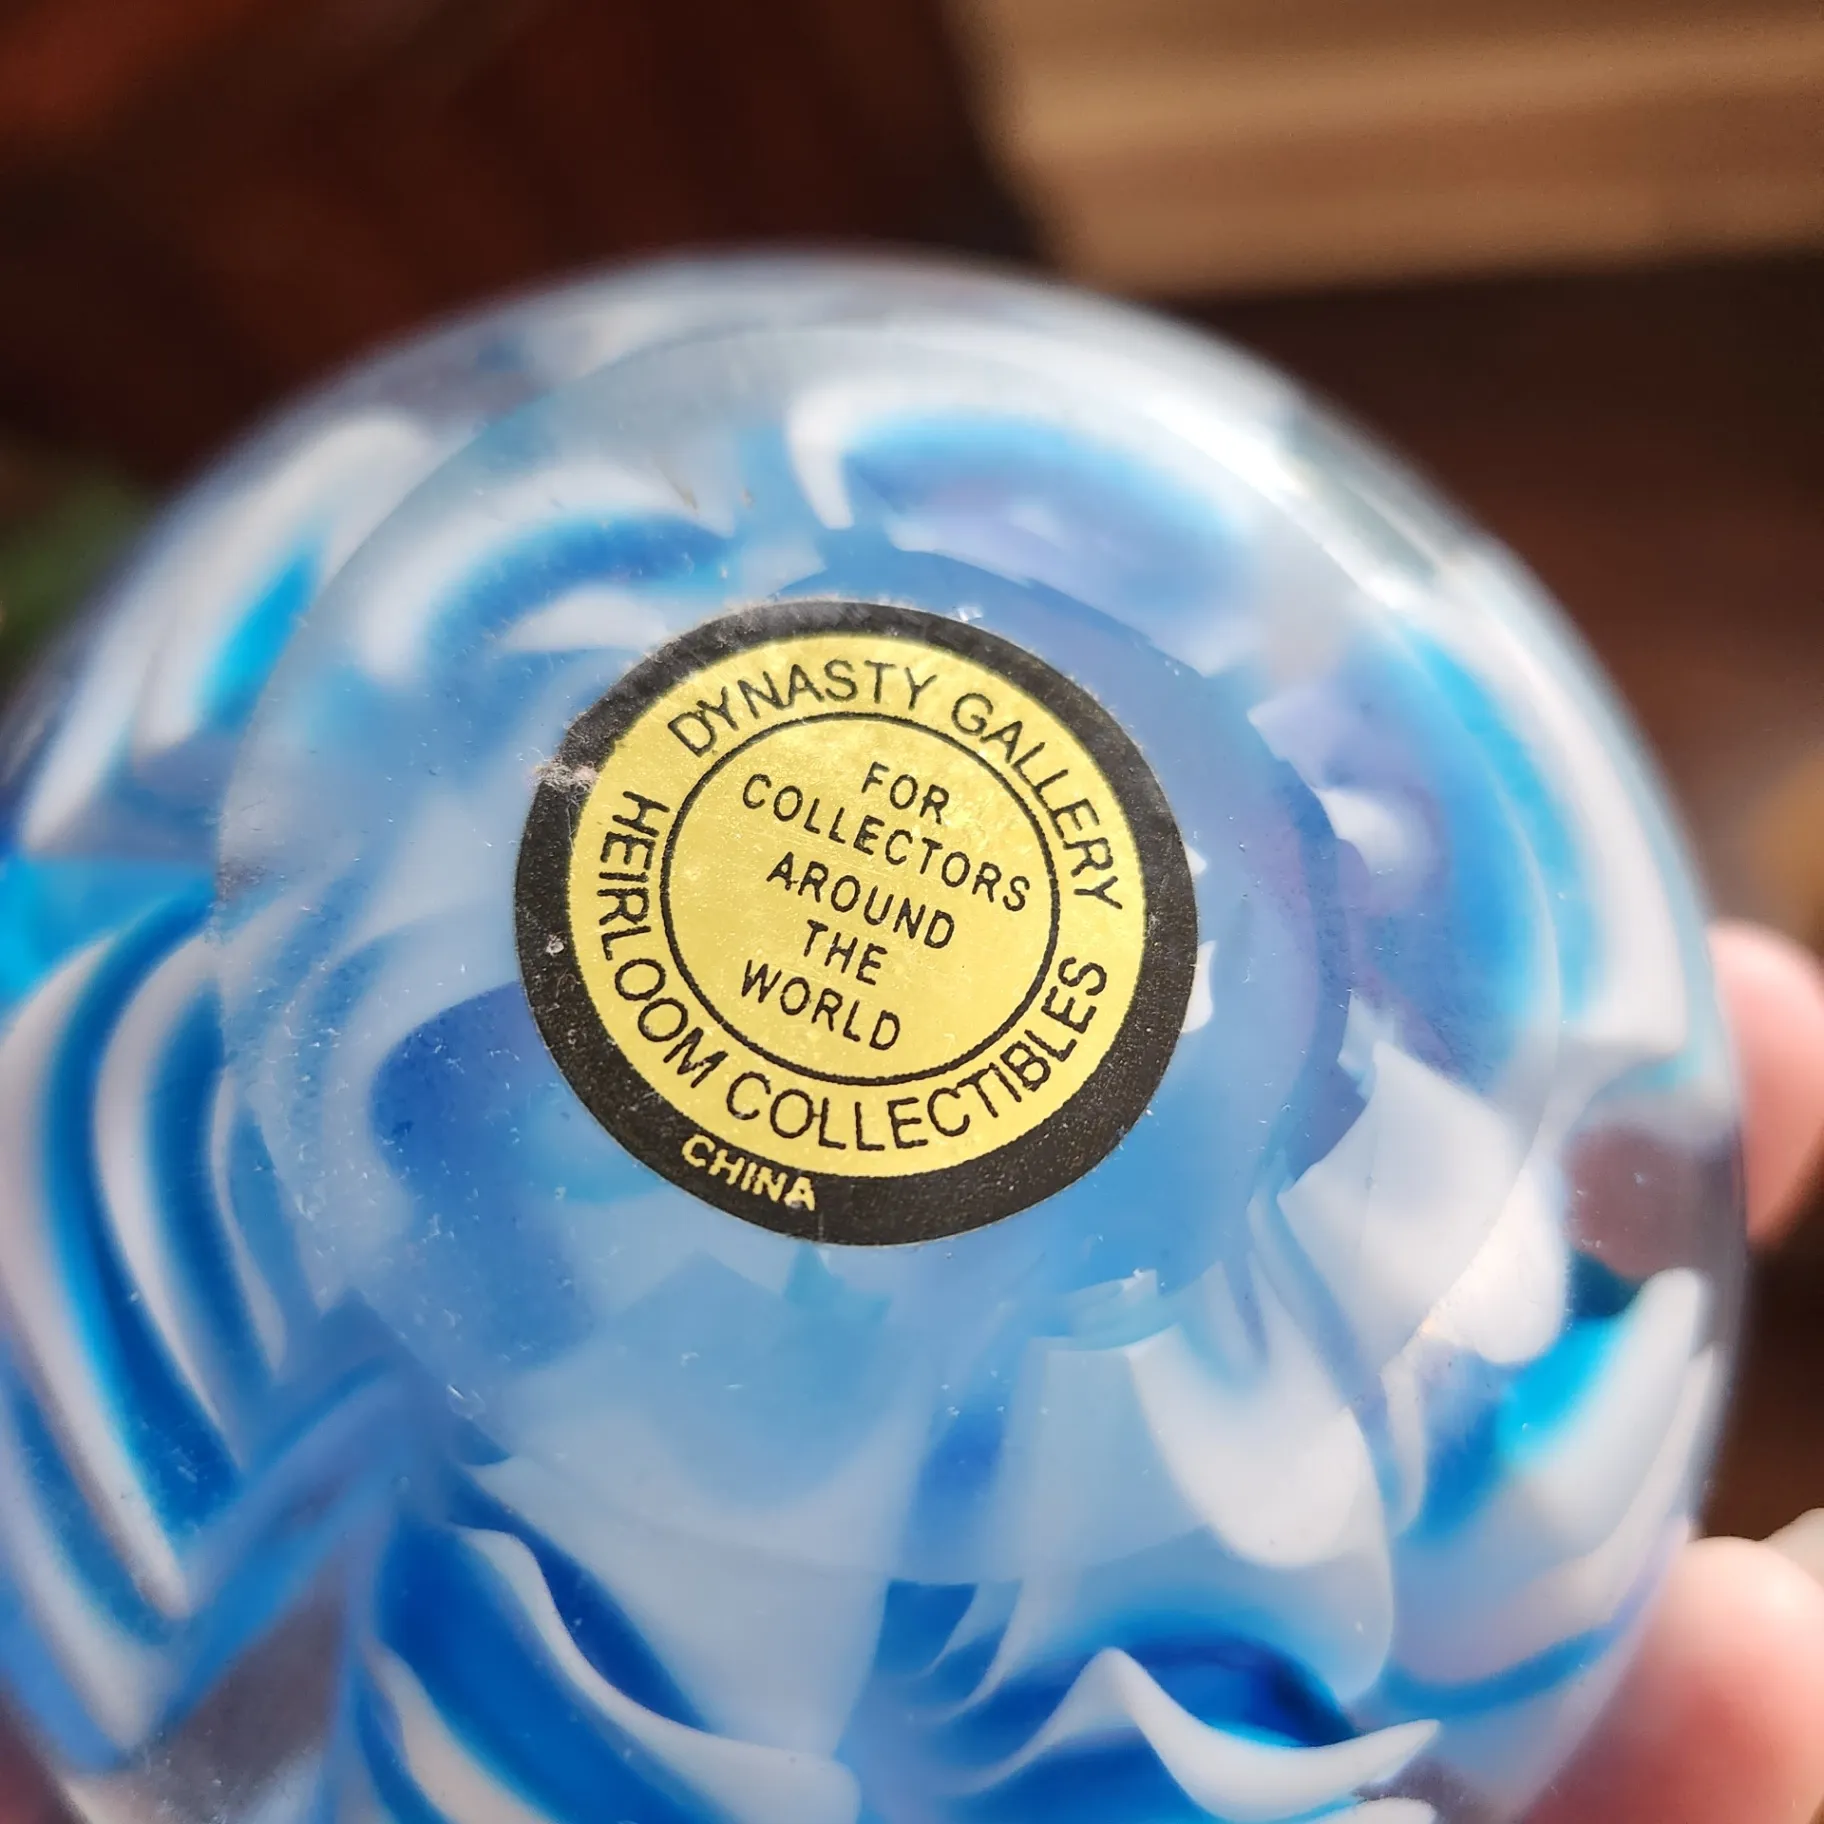 DYNASTY GALLERY
FOR
COLLECTORS
AROUND
THE
WORLD
HEIRLOOM COLLECTIBLES
CHINA